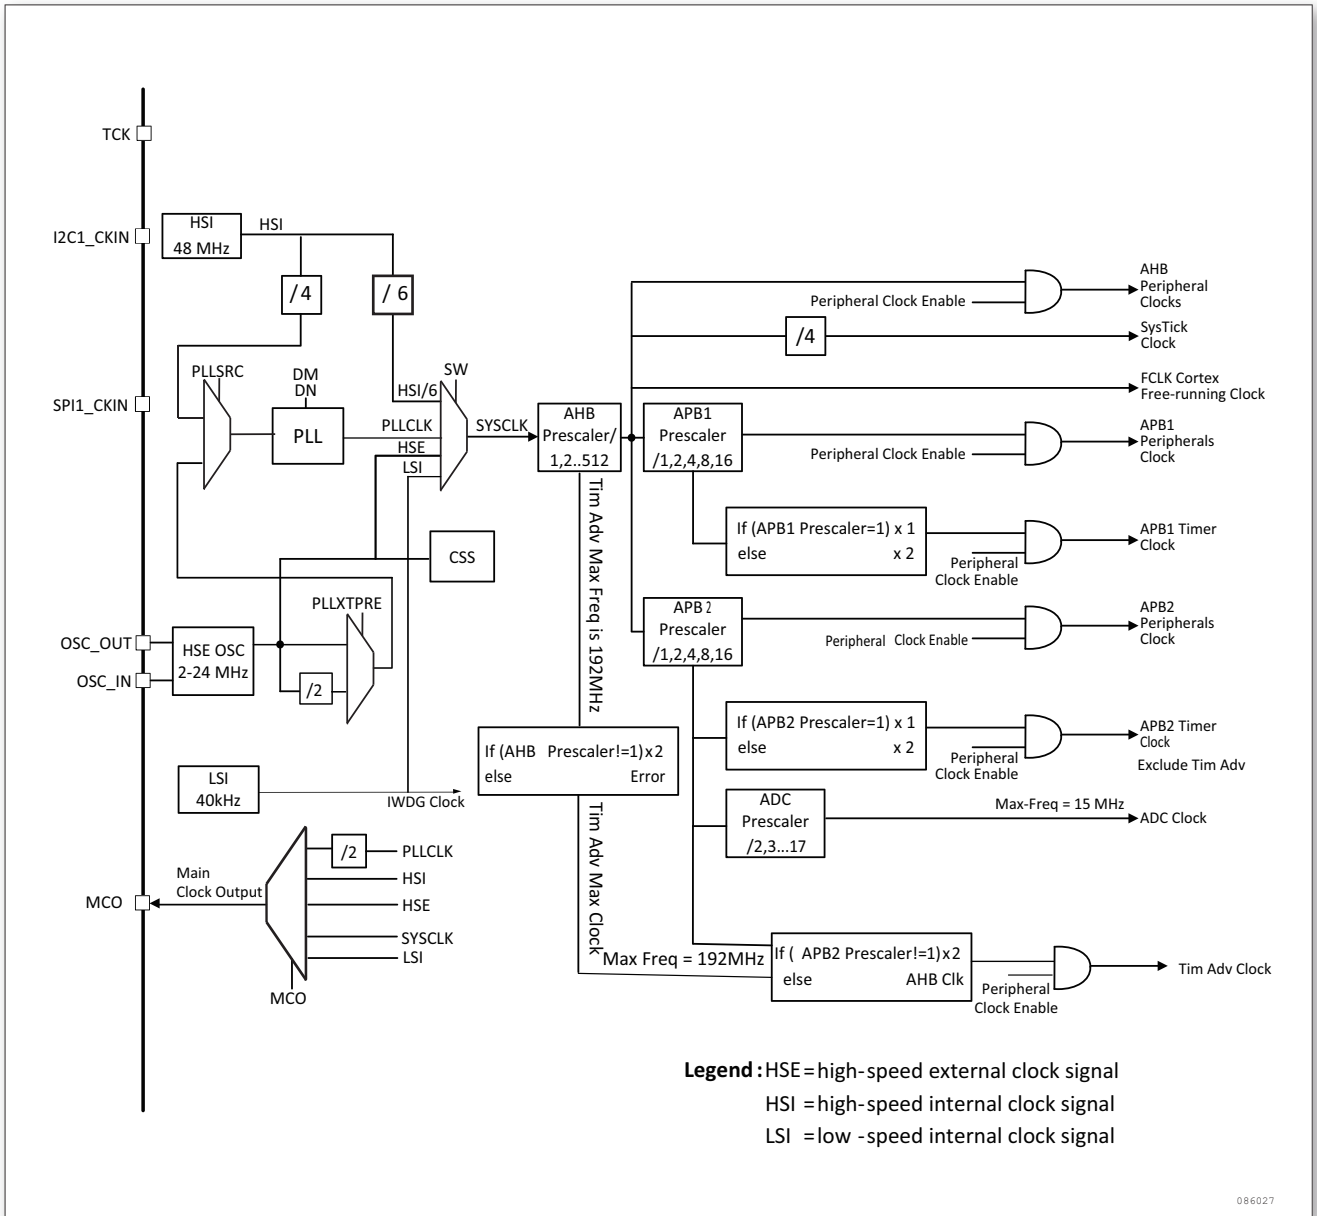 TCK
I2C1_CKIN
HSI
48 MHz
HSI
/4
/ 6
PLLSRC
SPI1_CKIN
DM
DN
PLL
SW
HSI/6
PLLCLK
HSE
LSI
SYSCLK
AHB
Prescaler/
1,2..512
APB1
Prescaler
/1,2,4,8,16
Peripheral Clock Enable
AHB
Peripheral
Clocks
/4
SysTick
Clock
FCLK Cortex
Free-running Clock
Peripheral Clock Enable
APB1
Peripherals
Clock
If (APB1 Prescaler=1) x 1
else x 2
Peripheral
Clock Enable
APB1 Timer
Clock
CSS
Tim Adv Max Freq is 192MHz
PLLXTPRE
OSC_OUT
OSC_IN
HSE OSC
2-24 MHz
/2
APB 2
Prescaler
/1,2,4,8,16
Peripheral Clock Enable
APB2
Peripherals
Clock
If (APB2 Prescaler=1) x 1
else x 2
Peripheral
Clock Enable
APB2 Timer
Clock
Exclude Tim Adv
If (AHB Prescaler!=1)x2
else Error
LSI
40kHz
IWDG Clock
ADC
Prescaler
/2,3...17
Max-Freq = 15 MHz
ADC Clock
Tim Adv Max Clock
/2
PLLCLK
HSI
HSE
SYSCLK
LSI
Main
Clock Output
MCO
MCO
Max Freq = 192MHz
If ( APB2 Prescaler!=1)x2
else AHB Clk
Peripheral
Clock Enable
Tim Adv Clock
Legend : HSE = high-speed external clock signal
HSI = high-speed internal clock signal
LSI = low -speed internal clock signal
086027